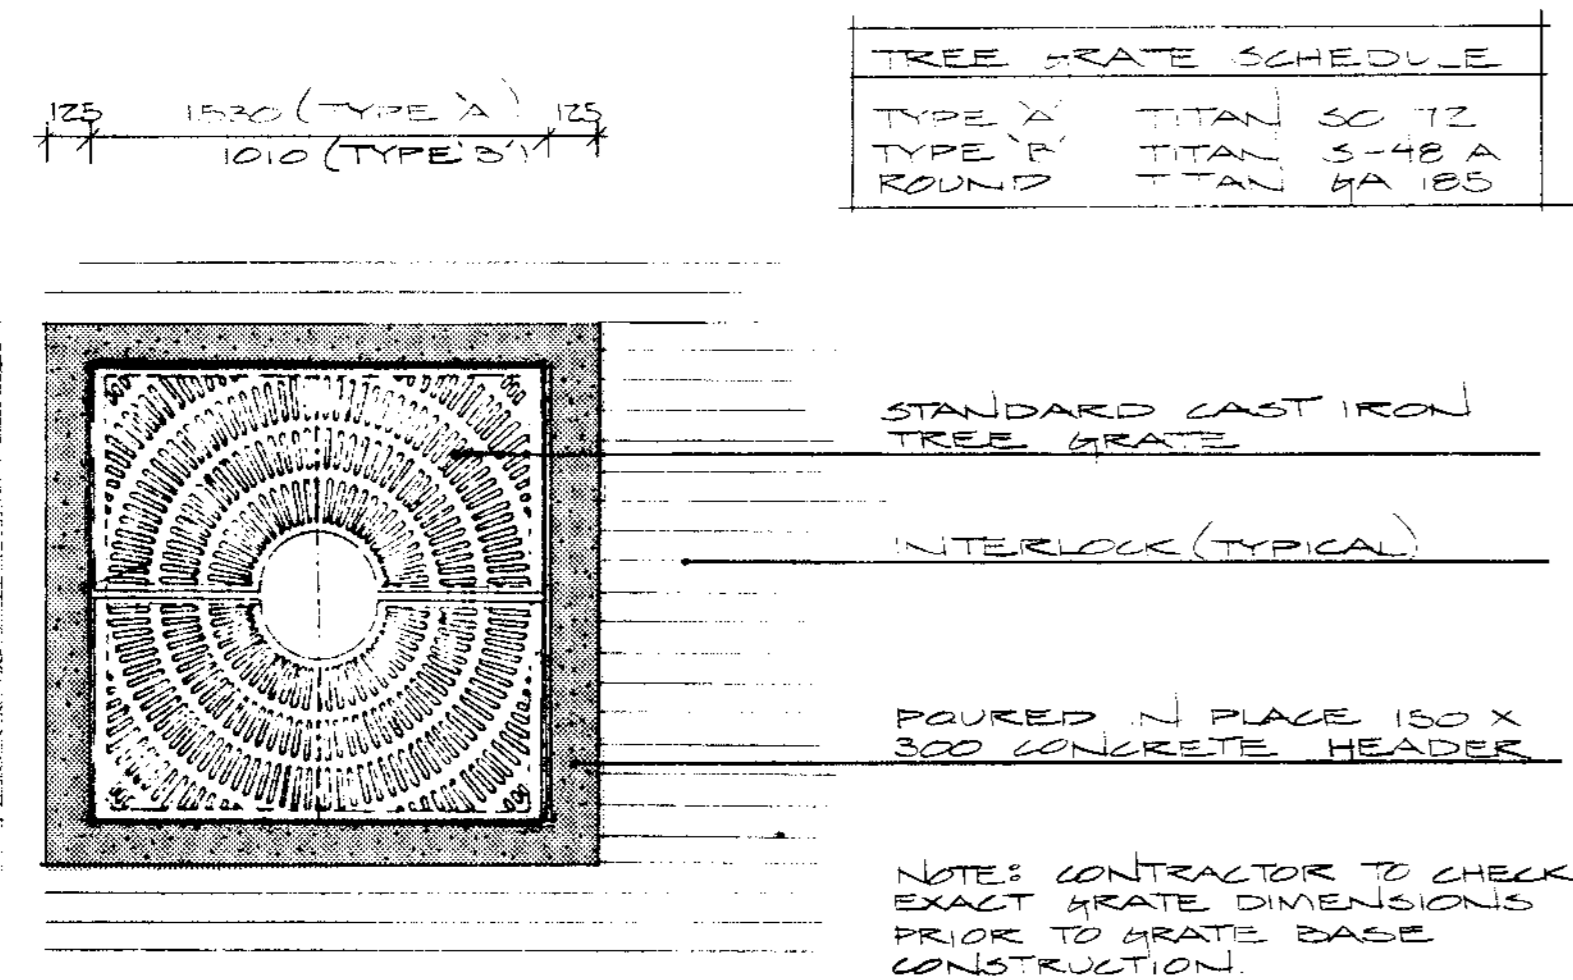 125 1530 (TYPE 'A') 125
1010 (TYPE 'B')
TREE GRATE SCHEDULE
TYPE 'A' TITAN SC 72
TYPE 'B' TITAN S-48 A
ROUND TITAN GA 185
STANDARD CAST IRON
TREE GRATE
INTERLOCK (TYPICAL)
POURED IN PLACE 150 X
300 CONCRETE HEADER
NOTE: CONTRACTOR TO CHECK
EXACT GRATE DIMENSIONS
PRIOR TO GRATE BASE
CONSTRUCTION.